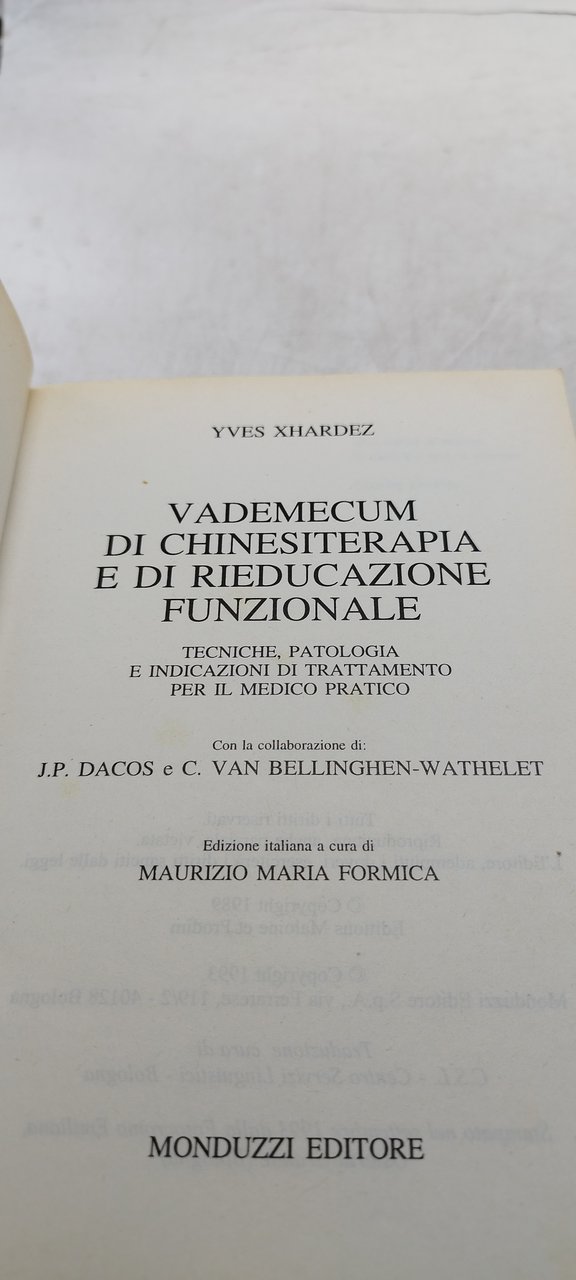 YVES XHARDEZ
VADEMECUM
DI CHINESITERAPIA
E DI RIEDUCAZIONE
FUNZIONALE
TECNICHE, PATOLOGIA
E INDICAZIONI DI TRATTAMENTO
PER IL MEDICO PRATICO
Con la collaborazione di:
J.P. DACOS e C. VAN BELLINGHEN-WATHELET
Edizione italiana a cura di
MAURIZIO MARIA FORMICA
MONDUZZI EDITORE